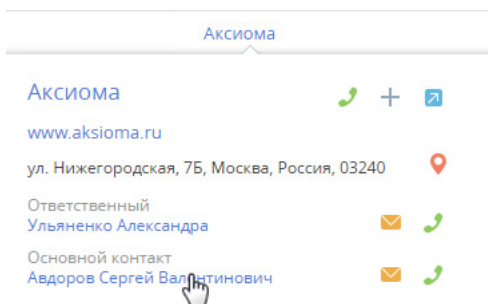 Аксиома
Аксиома
www.aksioma.ru
ул. Нижегородская, 7Б, Москва, Россия, 03240
Ответственный
Ульяненко Александра
Основной контакт
Авдоров Сергей Валентинович